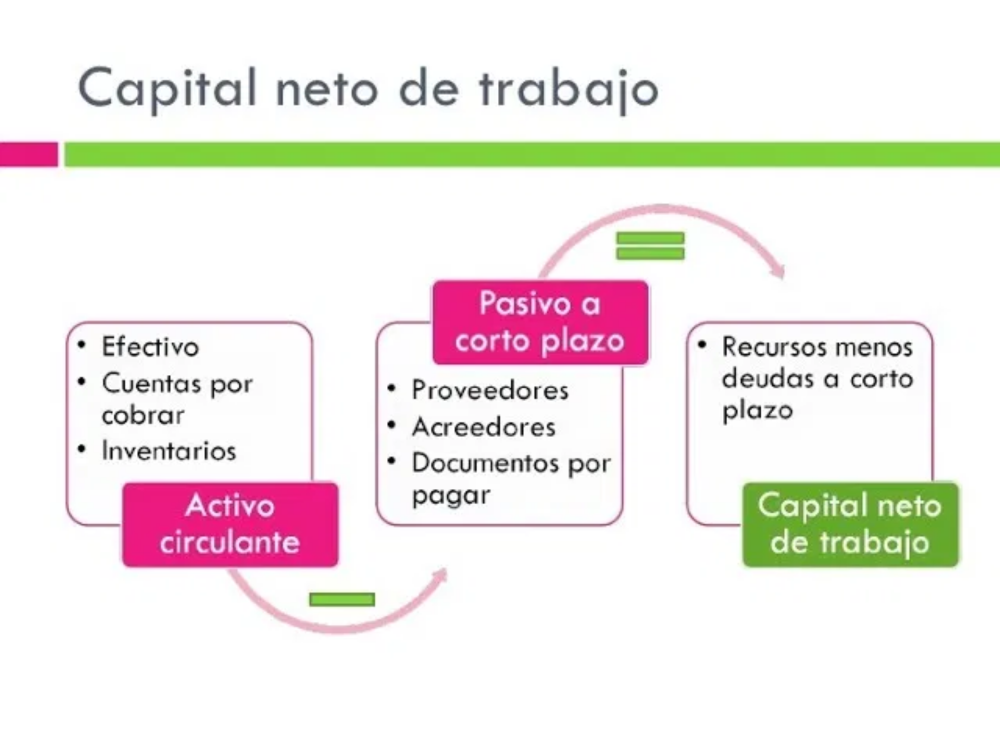 Capital neto de trabajo
• Efectivo
• Cuentas por
cobrar
• Inventarios
Activo
circulante
Pasivo a
corto plazo
• Proveedores
• Acreedores
• Documentos por
pagar
• Recursos menos
deudas a corto
plazo
Capital neto
de trabajo